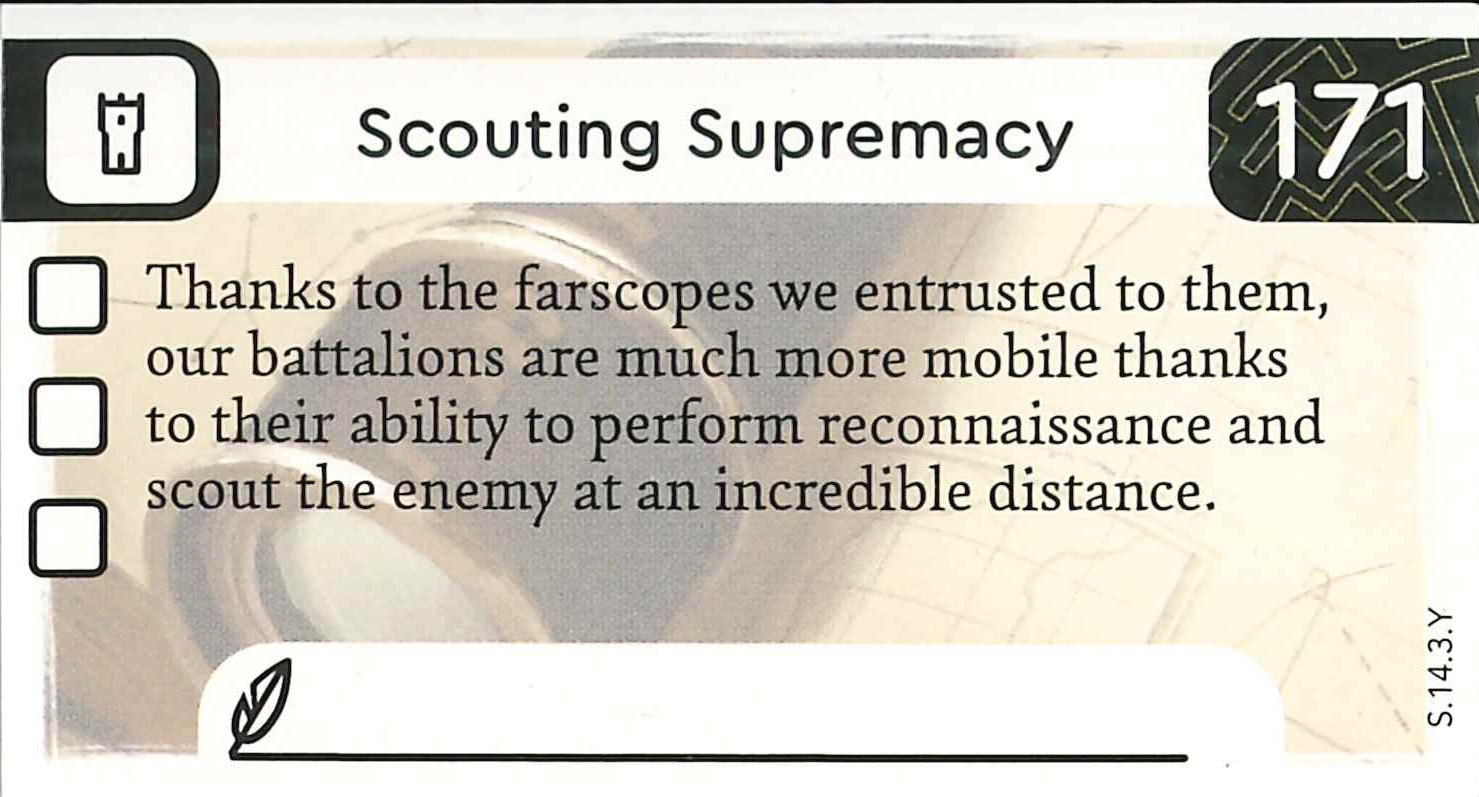 Scouting Supremacy
171
Thanks to the farscopes we entrusted to them,
our battalions are much more mobile thanks
to their ability to perform reconnaissance and
scout the enemy at an incredible distance.
S.14.3.Y